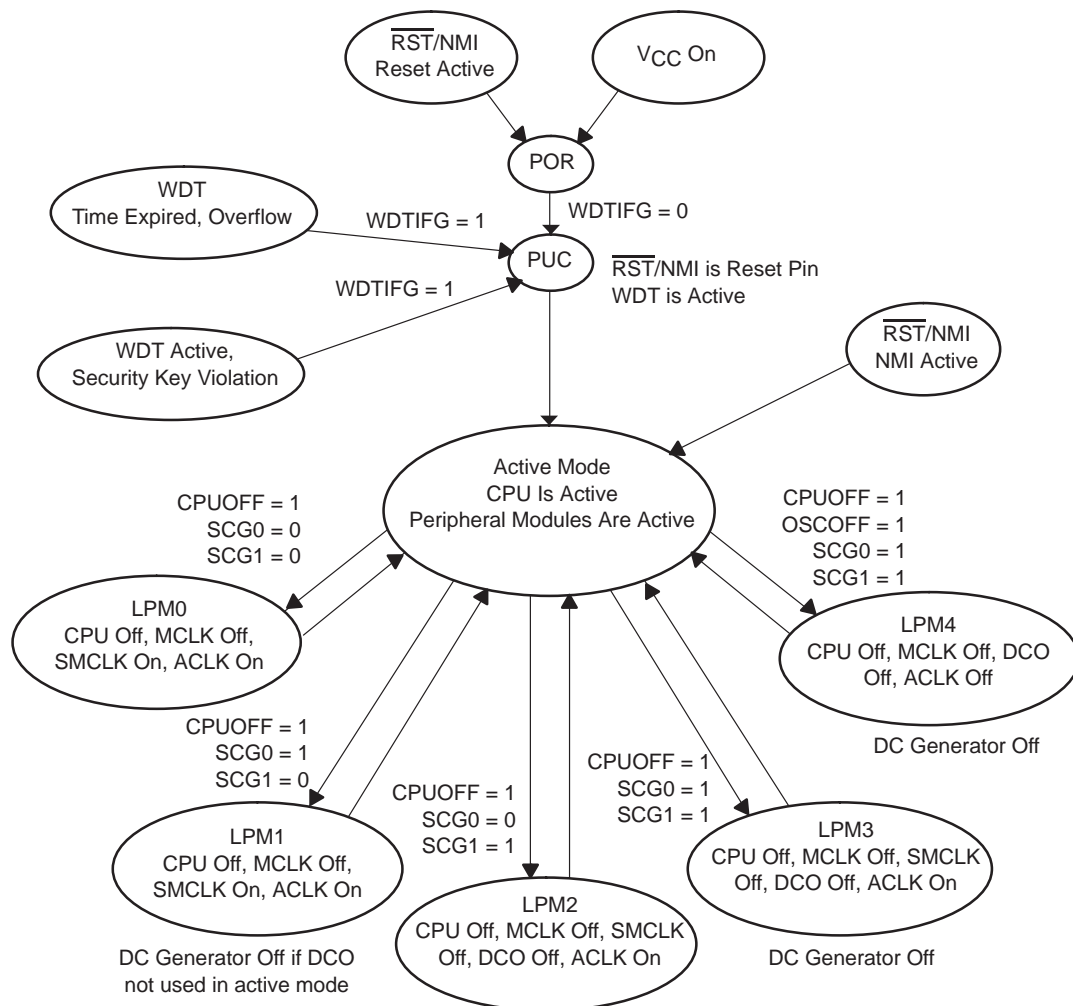 RST/NMI
Reset Active
VCC On
POR
WDT
Time Expired, Overflow
WDTIFG = 1
WDTIFG = 0
PUC
RST/NMI is Reset Pin
WDT is Active
WDTIFG = 1
WDT Active,
Security Key Violation
RST/NMI
NMI Active
Active Mode
CPU Is Active
Peripheral Modules Are Active
CPUOFF = 1
SCG0 = 0
SCG1 = 0
CPUOFF = 1
OSCOFF = 1
SCG0 = 1
SCG1 = 1
LPM0
CPU Off, MCLK Off,
SMCLK On, ACLK On
LPM4
CPU Off, MCLK Off, DCO
Off, ACLK Off
DC Generator Off
CPUOFF = 1
SCG0 = 1
SCG1 = 0
CPUOFF = 1
SCG0 = 0
SCG1 = 1
CPUOFF = 1
SCG0 = 1
SCG1 = 1
LPM1
CPU Off, MCLK Off,
SMCLK On, ACLK On
DC Generator Off if DCO
not used in active mode
LPM2
CPU Off, MCLK Off, SMCLK
Off, DCO Off, ACLK On
LPM3
CPU Off, MCLK Off, SMCLK
Off, DCO Off, ACLK On
DC Generator Off